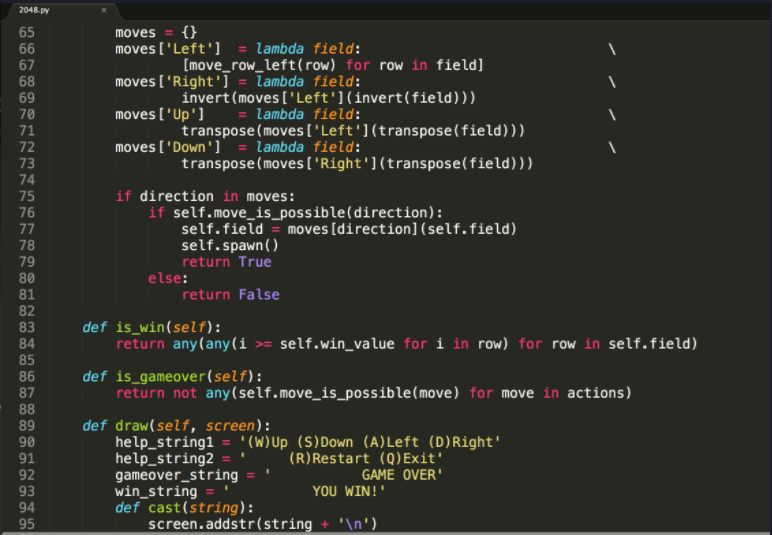 2048.py ×
65 moves = {}
66 moves['Left'] = lambda field: \
67 [move_row_left(row) for row in field]
68 moves['Right'] = lambda field: \
69 invert(moves['Left'](invert(field)))
70 moves['Up'] = lambda field: \
71 transpose(moves['Left'](transpose(field)))
72 moves['Down'] = lambda field: \
73 transpose(moves['Right'](transpose(field)))
74
75 if direction in moves:
76 if self.move_is_possible(direction):
77 self.field = moves[direction](self.field)
78 self.spawn()
79 return True
80 else:
81 return False
82
83 def is_win(self):
84 return any(any(i >= self.win_value for i in row) for row in self.field)
85
86 def is_gameover(self):
87 return not any(self.move_is_possible(move) for move in actions)
88
89 def draw(self, screen):
90 help_string1 = '(W)Up (S)Down (A)Left (D)Right'
91 help_string2 = '     (R)Restart (Q)Exit'
92 gameover_string = '           GAME OVER'
93 win_string = '          YOU WIN!'
94 def cast(string):
95 screen.addstr(string + '\n')